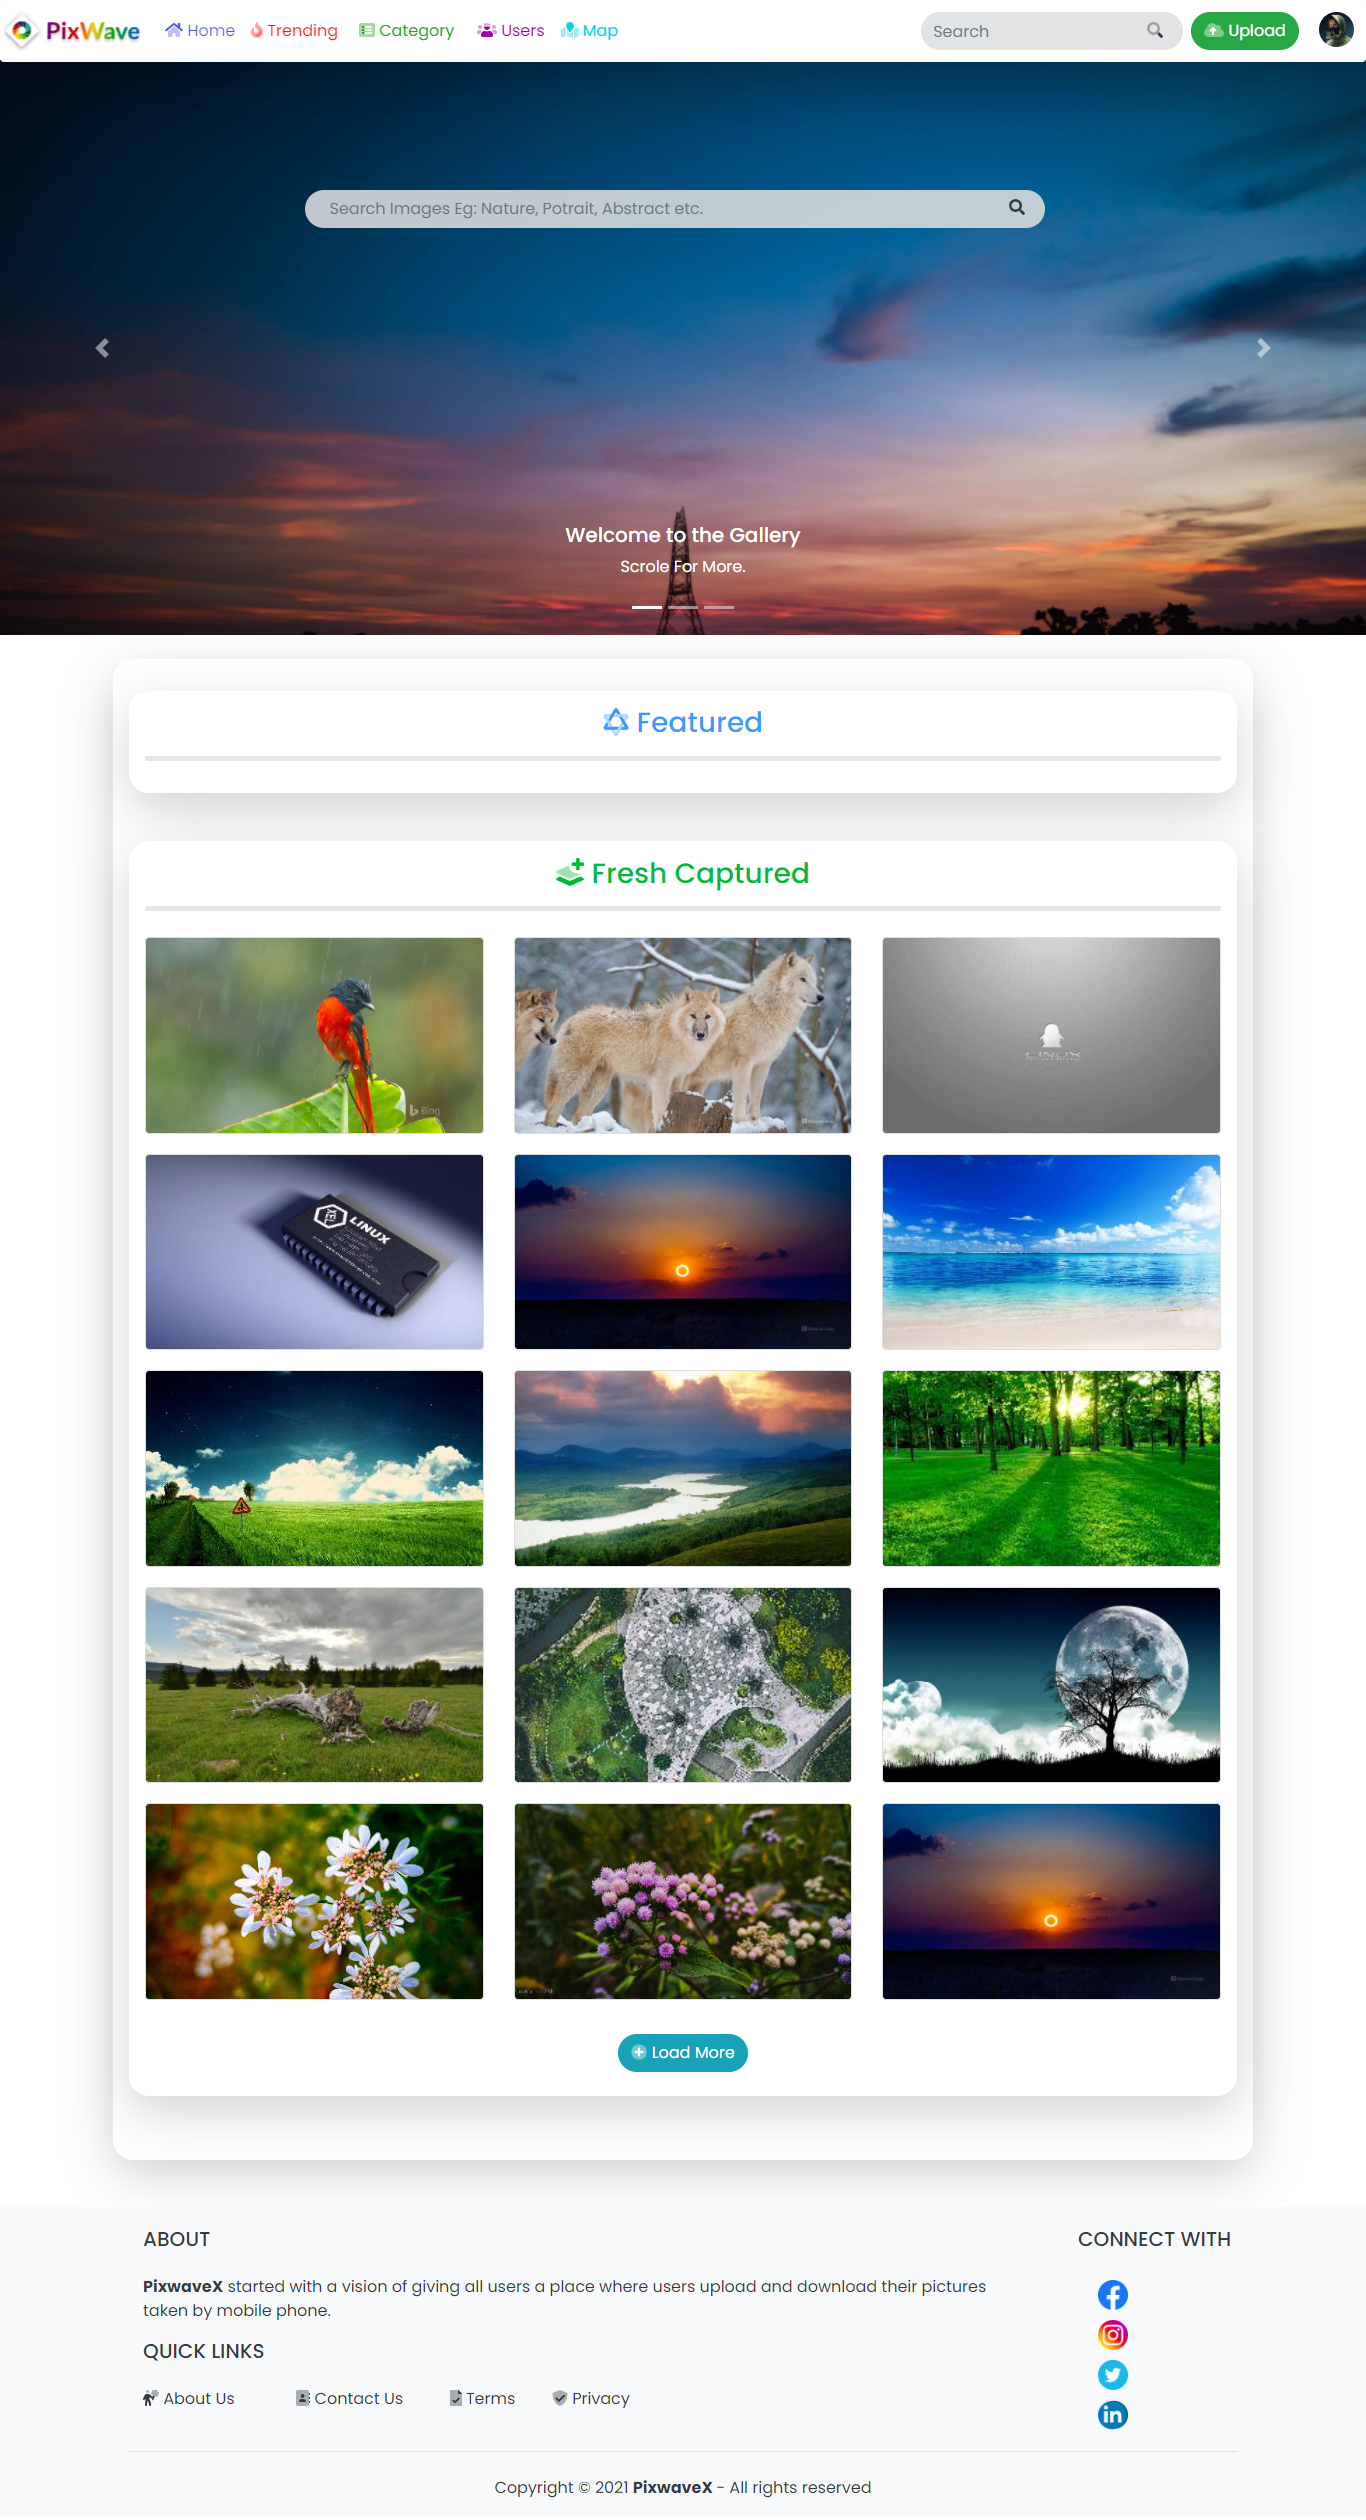 PixWave Home Trending Category Users Map Search Upload
Search Images Eg: Nature, Potrait, Abstract etc.
Welcome to the Gallery
Scrole For More.
Featured
Fresh Captured
Bing
LINUX
LINUX
Load More
ABOUT
CONNECT WITH
PixwaveX started with a vision of giving all users a place where users upload and download their pictures
taken by mobile phone.
QUICK LINKS
About Us Contact Us Terms Privacy
Copyright © 2021 PixwaveX - All rights reserved